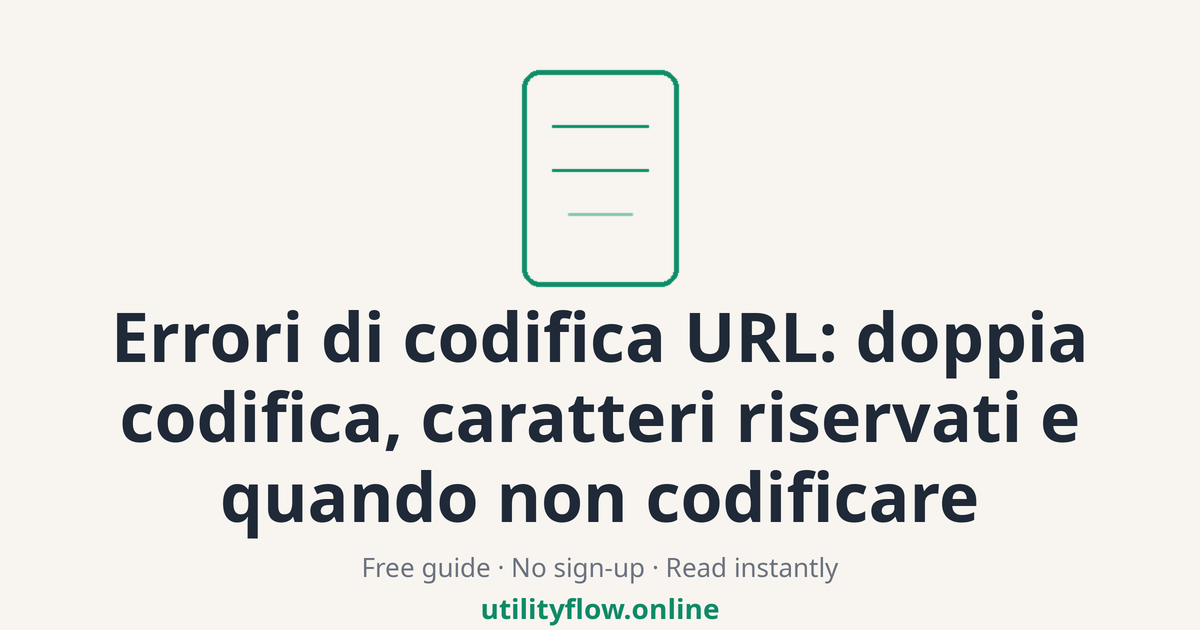 Errori di codifica URL: doppia
codifica, caratteri riservati e
quando non codificare
Free guide · No sign-up · Read instantly
utilityflow.online